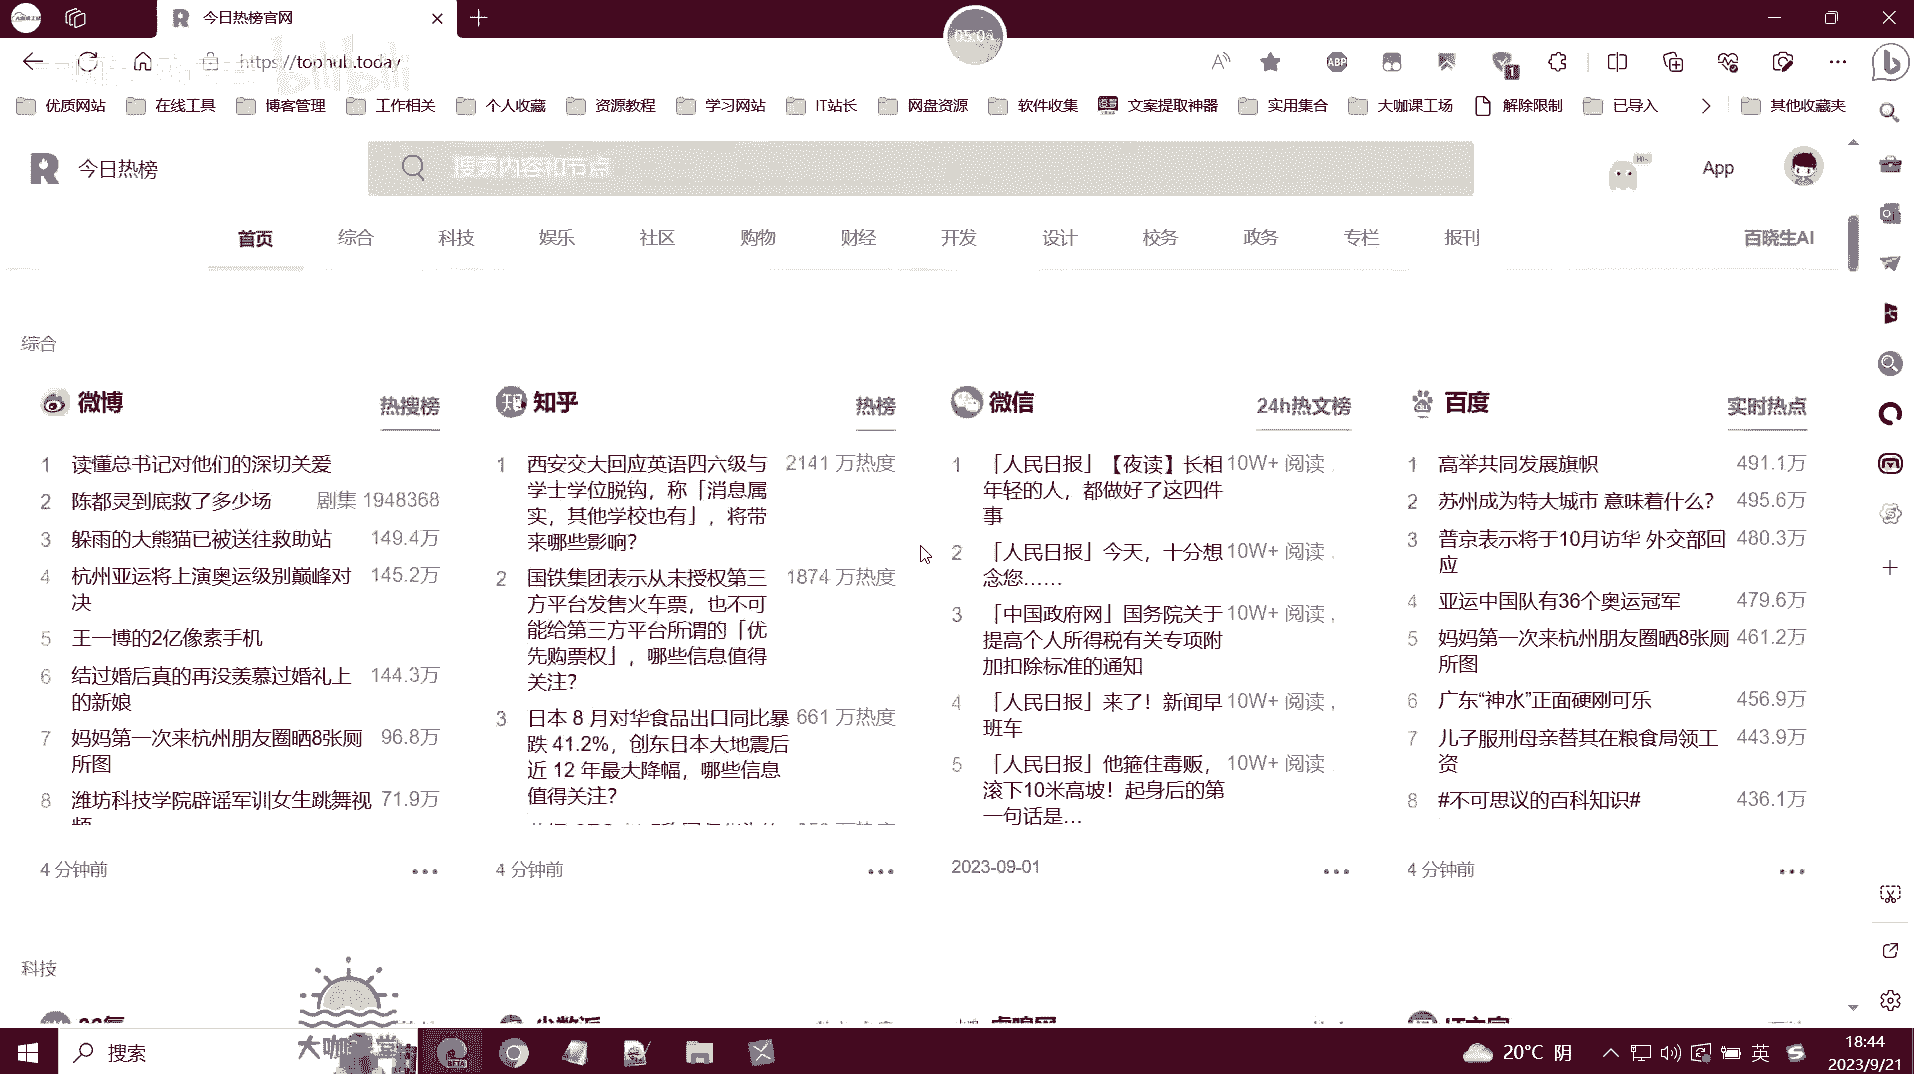 今日热榜官网
05:04
https://tophub.today
优质网站
在线工具
博客管理
工作相关
个人收藏
资源教程
学习网站
IT站长
网盘资源
软件收集
文案提取神器
实用集合
大咖课工场
解除限制
已导入
其他收藏夹
今日热榜
搜索内容和节点
App
首页
综合
科技
娱乐
社区
购物
财经
开发
设计
校务
政务
专栏
报刊
百晓生AI
综合
微博 热搜榜
1 读懂总书记对他们的深切关爱
2 陈都灵到底救了多少场 剧集 1948368
3 躲雨的大熊猫已被送往救助站 149.4万
4 杭州亚运将上演奥运级别巅峰对 145.2万
决
5 王一博的2亿像素手机
6 结过婚后真的再没羡慕过婚礼上 144.3万
的新娘
7 妈妈第一次来杭州朋友圈晒8张厕 96.8万
所图
8 潍坊科技学院辟谣军训女生跳舞视 71.9万
频
4 分钟前
知乎 热榜
1 西安交大回应英语四六级与 2141 万热度
学士学位脱钩，称「消息属
实，其他学校也有」，将带
来哪些影响？
2 国铁集团表示从未授权第三 1874 万热度
方平台发售火车票，也不可
能给第三方平台所谓的「优
先购票权」，哪些信息值得
关注？
3 日本 8 月对华食品出口同比暴 661 万热度
跌 41.2%，创东日本大地震后
近 12 年最大降幅，哪些信息
值得关注？
4 分钟前
微信 24h热文榜
1 「人民日报」【夜读】长相 10W+ 阅读
年轻的人，都做好了这四件
事
2 「人民日报」今天，十分想 10W+ 阅读
念您……
3 「中国政府网」国务院关于 10W+ 阅读
提高个人所得税有关专项附
加扣除标准的通知
4 「人民日报」来了！新闻早 10W+ 阅读
班车
5 「人民日报」他箍住毒贩， 10W+ 阅读
滚下10米高坡！起身后的第
一句话是…
2023-09-01
百度 实时热点
1 高举共同发展旗帜 491.1万
2 苏州成为特大城市 意味着什么？ 495.6万
3 普京表示将于10月访华 外交部回 480.3万
应
4 亚运中国队有36个奥运冠军 479.6万
5 妈妈第一次来杭州朋友圈晒8张厕 461.2万
所图
6 广东“神水”正面硬刚可乐 456.9万
7 儿子服刑母亲替其在粮食局领工 443.9万
资
8 #不可思议的百科知识# 436.1万
4 分钟前
科技
搜索
20°C 阴
英
18:44
2023/9/21